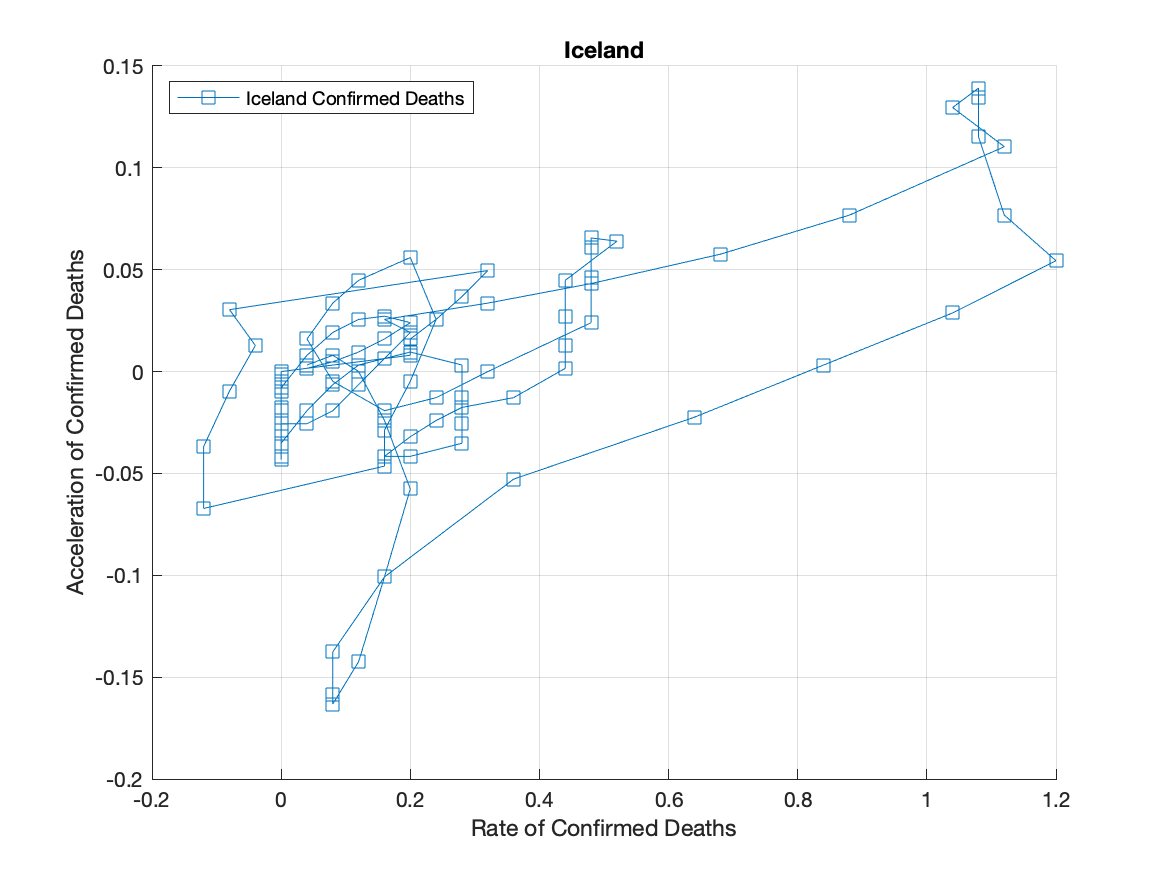 Iceland
Iceland Confirmed Deaths
0.15
0.1
0.05
0
-0.05
-0.1
-0.15
-0.2
Acceleration of Confirmed Deaths
-0.2 0 0.2 0.4 0.6 0.8 1 1.2
Rate of Confirmed Deaths